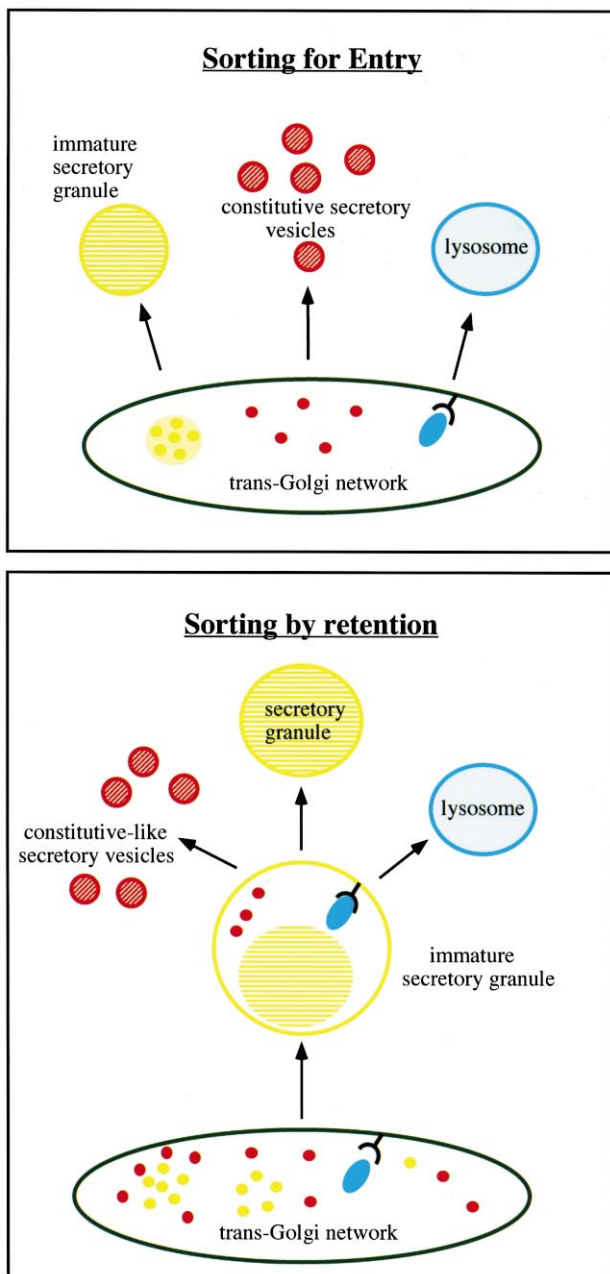 Sorting for Entry
immature
secretory
granule
constitutive secretory
vesicles
lysosome
trans-Golgi network
Sorting by retention
secretory
granule
constitutive-like
secretory vesicles
lysosome
immature
secretory granule
trans-Golgi network